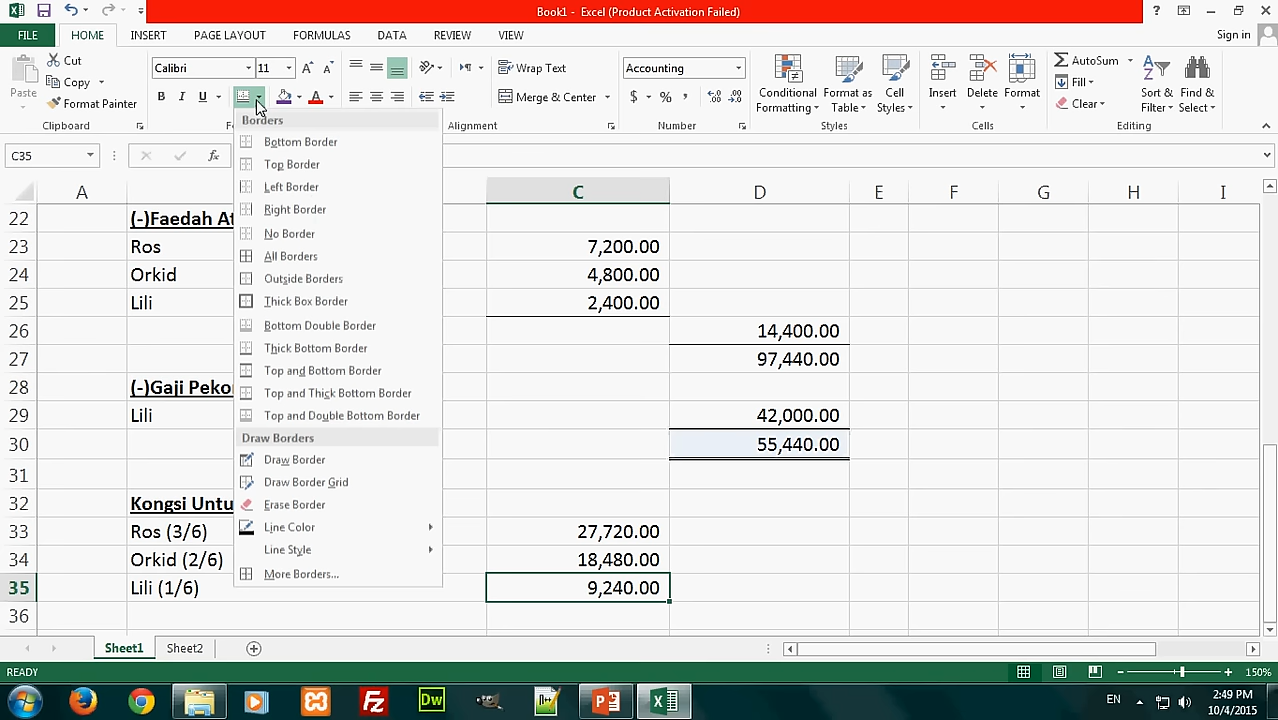 Book1 - Excel (Product Activation Failed)
FILE HOME INSERT PAGE LAYOUT FORMULAS DATA REVIEW VIEW Sign in
Cut
Copy
Format Painter
Paste
Clipboard
Calibri 11
B I U
Wrap Text
Merge & Center
Alignment
Accounting
$ % ,
Number
Conditional Formatting
Format as Table
Cell Styles
Styles
Insert Delete Format
Cells
AutoSum
Fill
Clear
Sort & Filter
Find & Select
Editing
C35 fx
Borders
Bottom Border
Top Border
Left Border
Right Border
No Border
All Borders
Outside Borders
Thick Box Border
Bottom Double Border
Thick Bottom Border
Top and Bottom Border
Top and Thick Bottom Border
Top and Double Bottom Border
Draw Borders
Draw Border
Draw Border Grid
Erase Border
Line Color
Line Style
More Borders...
A C D E F G H I
22 (-)Faedah
23 Ros 7,200.00
24 Orkid 4,800.00
25 Lili 2,400.00
26 14,400.00
27 97,440.00
28 (-)Gaji
29 Lili 42,000.00
30 55,440.00
31
32 Kongsi
33 Ros (3/6) 27,720.00
34 Orkid (2/6) 18,480.00
35 Lili (1/6) 9,240.00
36
Sheet1 Sheet2
READY 150%
Dw
EN 2:49 PM
10/4/2015